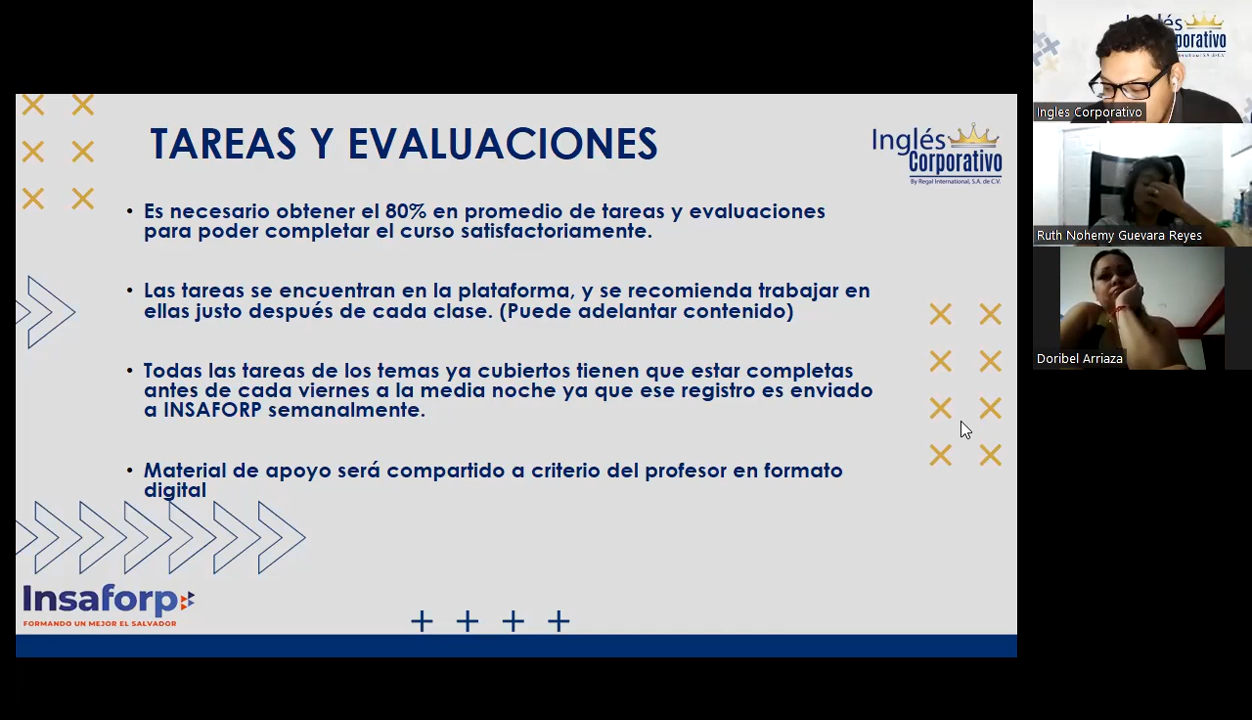 TAREAS Y EVALUACIONES
Inglés
Corporativo
By Regal International, S.A. de C.V.
• Es necesario obtener el 80% en promedio de tareas y evaluaciones
para poder completar el curso satisfactoriamente.
• Las tareas se encuentran en la plataforma, y se recomienda trabajar en
ellas justo después de cada clase. (Puede adelantar contenido)
• Todas las tareas de los temas ya cubiertos tienen que estar completas
antes de cada viernes a la media noche ya que ese registro es enviado
a INSAFORP semanalmente.
• Material de apoyo será compartido a criterio del profesor en formato
digital
Insaforp
FORMANDO UN MEJOR EL SALVADOR
Ingles Corporativo
Ruth Nohemy Guevara Reyes
Doribel Arriaza